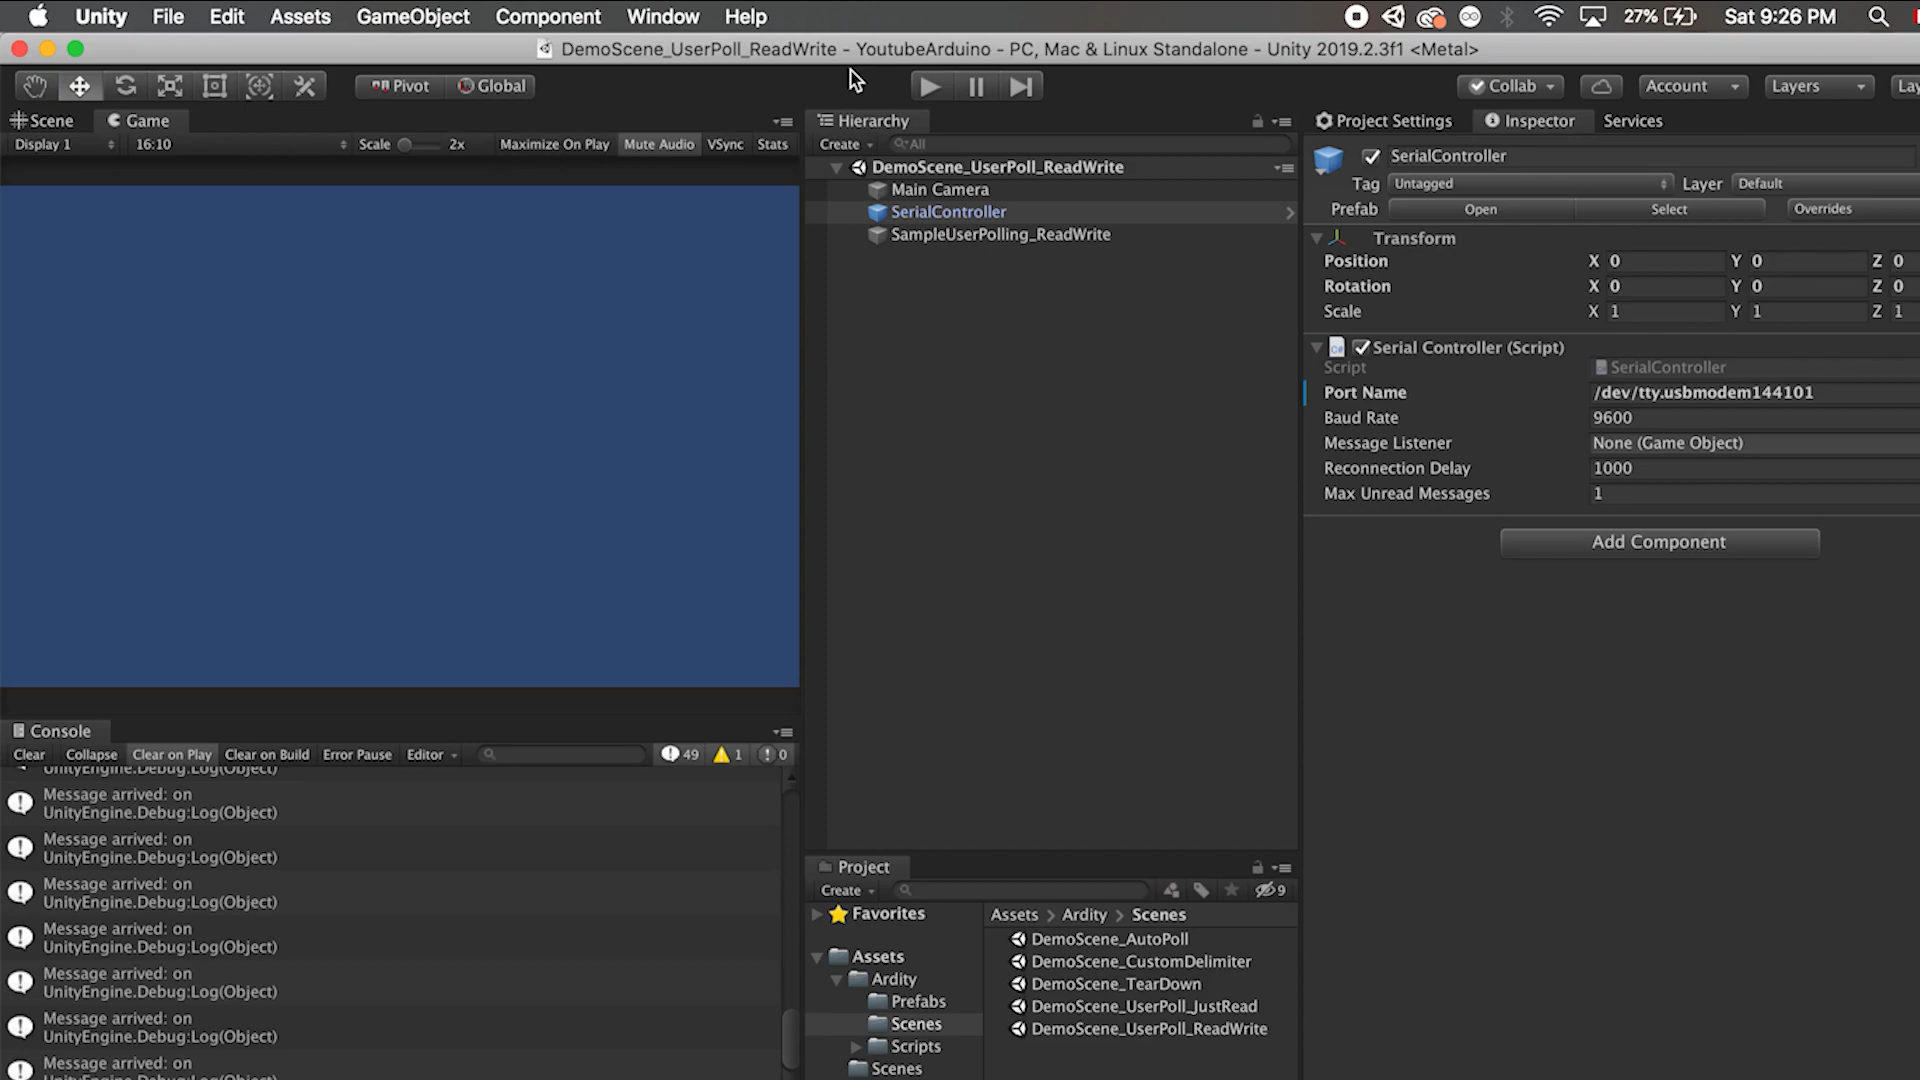 Unity File Edit Assets GameObject Component Window Help 27% Sat 9:26 PM
DemoScene_UserPoll_ReadWrite - YoutubeArduino - PC, Mac & Linux Standalone - Unity 2019.2.3f1 <Metal>
Pivot Global Collab Account Layers Lay
Scene Game
Display 1 16:10 Scale 2x Maximize On Play Mute Audio VSync Stats
Hierarchy
Create All
DemoScene_UserPoll_ReadWrite
Main Camera
SerialController
SampleUserPolling_ReadWrite
Project Settings Inspector Services
SerialController
Tag Untagged Layer Default
Prefab Open Select Overrides
Transform
Position X 0 Y 0 Z 0
Rotation X 0 Y 0 Z 0
Scale X 1 Y 1 Z 1
Serial Controller (Script)
Script SerialController
Port Name /dev/tty.usbmodem144101
Baud Rate 9600
Message Listener None (Game Object)
Reconnection Delay 1000
Max Unread Messages 1
Add Component
Console
Clear Collapse Clear on Play Clear on Build Error Pause Editor 49 1 0
UnityEngine.Debug:Log(Object)
Message arrived: on
UnityEngine.Debug:Log(Object)
Message arrived: on
UnityEngine.Debug:Log(Object)
Message arrived: on
UnityEngine.Debug:Log(Object)
Message arrived: on
UnityEngine.Debug:Log(Object)
Message arrived: on
UnityEngine.Debug:Log(Object)
Message arrived: on
UnityEngine.Debug:Log(Object)
Message arrived: on
Project
Create 9
Favorites
Assets
Ardity
Prefabs
Scenes
Scripts
Scenes
Assets > Ardity > Scenes
DemoScene_AutoPoll
DemoScene_CustomDelimiter
DemoScene_TearDown
DemoScene_UserPoll_JustRead
DemoScene_UserPoll_ReadWrite